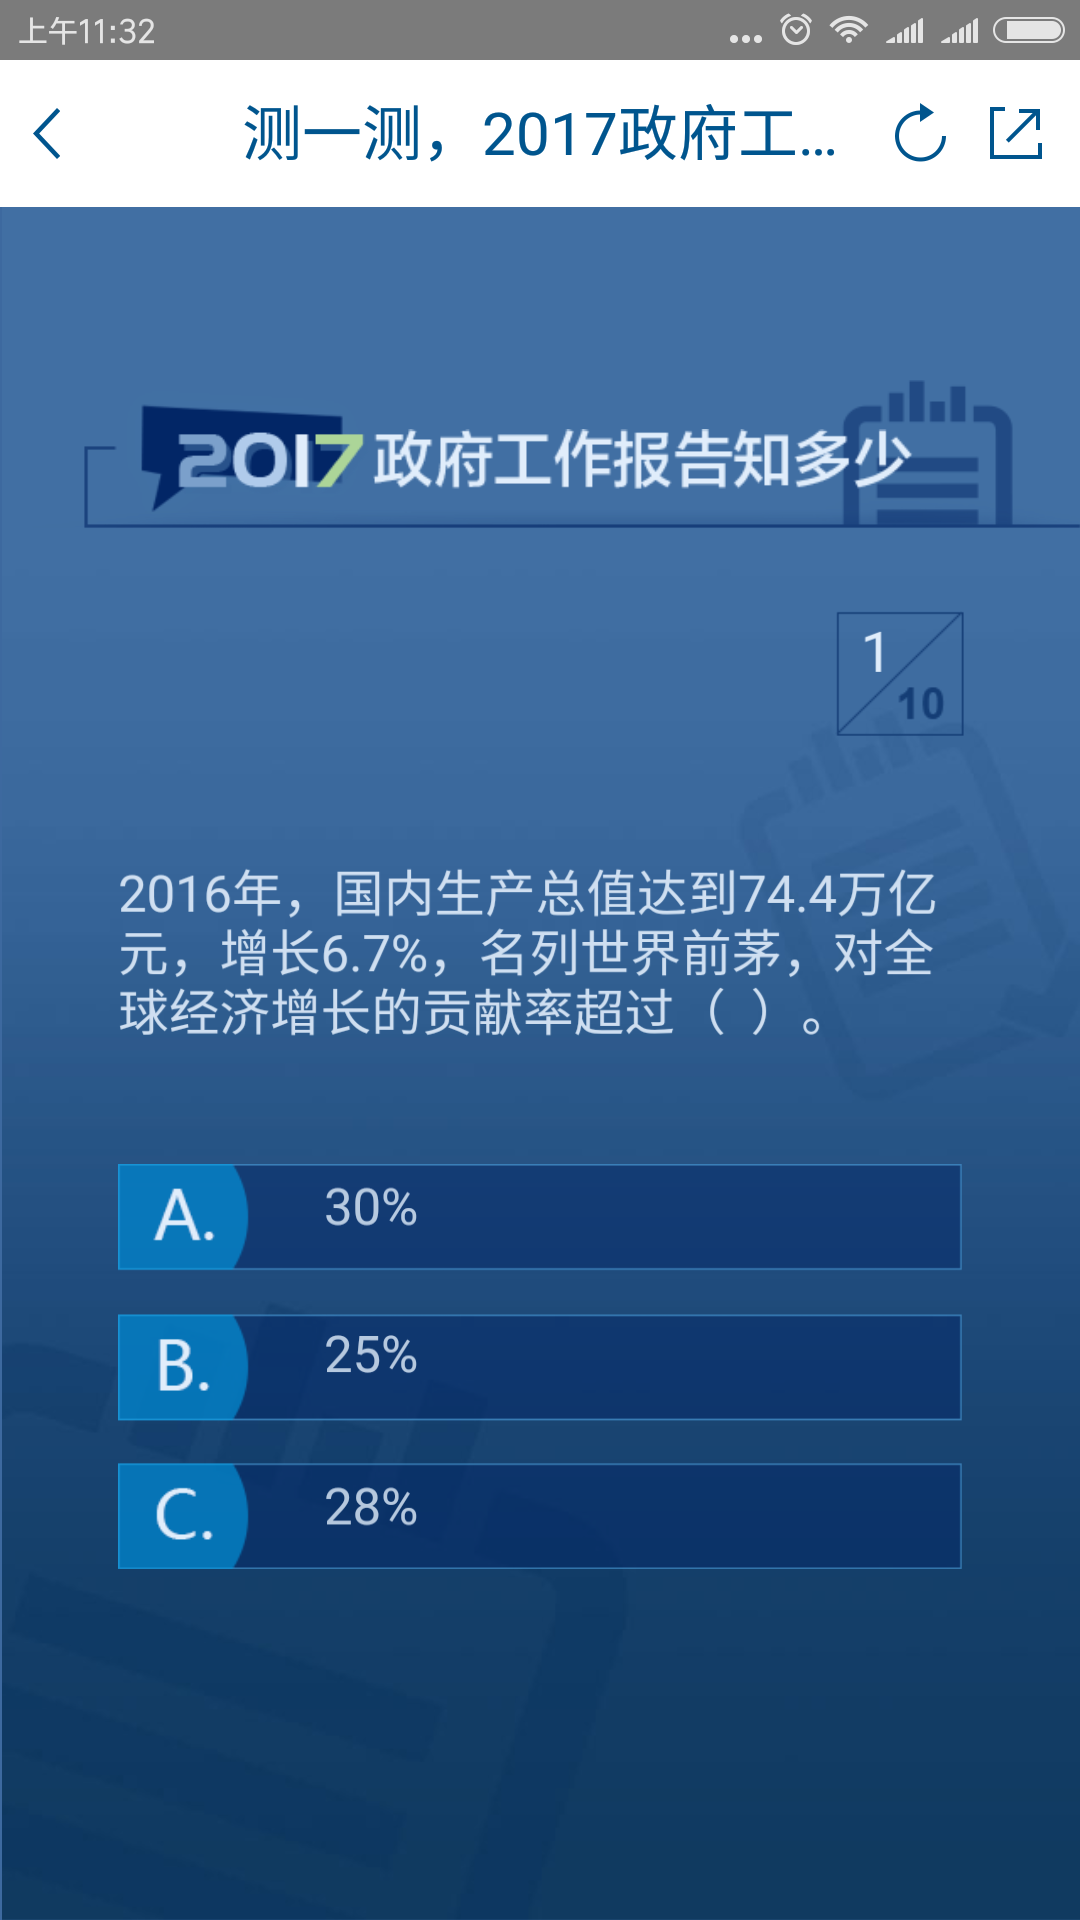 上午11:32
测一测，2017政府工...
2017政府工作报告知多少
1
10
2016年，国内生产总值达到74.4万亿
元，增长6.7%，名列世界前茅，对全
球经济增长的贡献率超过（ ）。
A. 30%
B. 25%
C. 28%